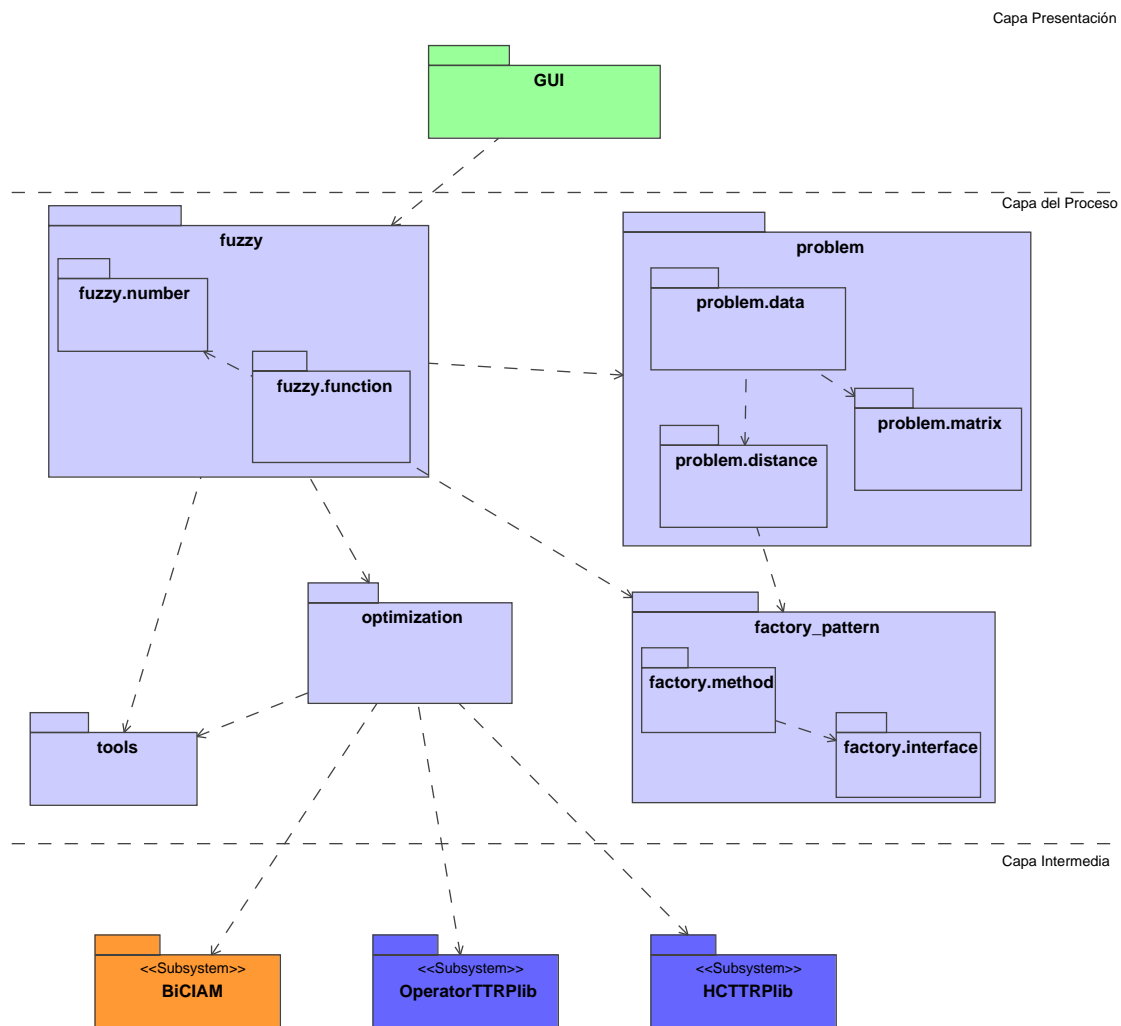 Capa Presentación
GUI
Capa del Proceso
fuzzy
problem
fuzzy.number
problem.data
fuzzy.function
problem.matrix
problem.distance
optimization
factory_pattern
factory.method
tools
factory.interface
Capa Intermedia
<<Subsystem>>
BiCIAM
<<Subsystem>>
OperatorTTRPlib
<<Subsystem>>
HCTTRPlib